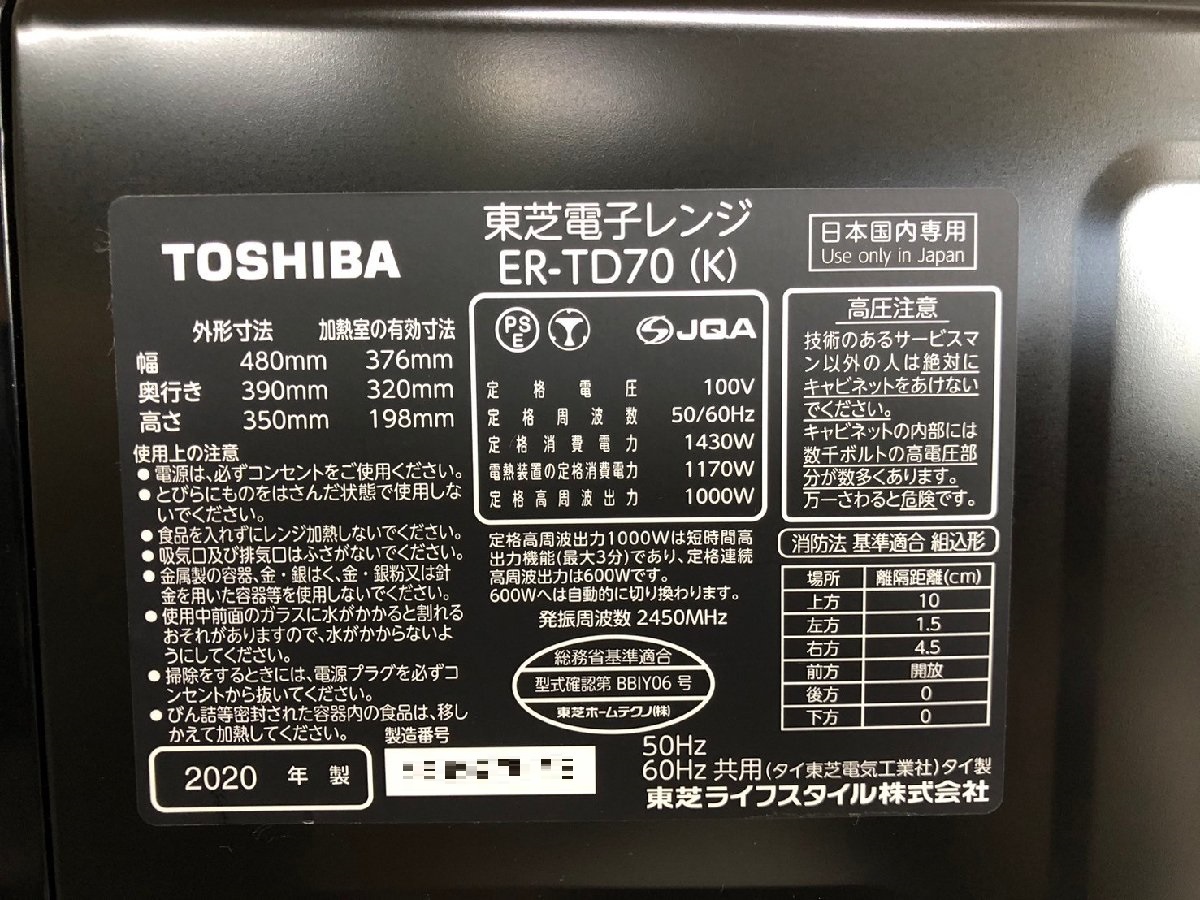 TOSHIBA
東芝電子レンジ
ER-TD70 (K)
日本国内専用
Use only in Japan
外形寸法 加熱室の有効寸法
幅 480mm 376mm
奥行き 390mm 320mm
高さ 350mm 198mm
使用上の注意
●電源は、必ずコンセントをご使用ください。
●とびらにものをはさんだ状態で使用しな
いでください。
●食品を入れずにレンジ加熱しないでください。
●吸気口及び排気口はふさがないでください。
●金属製の容器、金・銀はく、金・銀粉又は針
金を用いた容器等を使用しないでください。
●使用中前面のガラスに水がかかると割れる
おそれがありますので、水がかからないよ
うにしてください。
●掃除をするときには、電源プラグを必ずコ
ンセントから抜いてください。
●びん詰等密封された容器内の食品は、移し
かえて加熱してください。
2020 年 製
製造番号
PS
E
JQA
定格電圧 100V
定格周波数 50/60Hz
定格消費電力 1430W
電熱装置の定格消費電力 1170W
定格高周波出力 1000W
定格高周波出力1000Wは短時間高
出力機能(最大3分)であり、定格連続
高周波出力は600Wです。
600Wへは自動的に切り換わります。
発振周波数 2450MHz
総務省基準適合
型式確認第 BBIY06 号
東芝ホームテクノ(株)
高圧注意
技術のあるサービスマ
ン以外の人は絶対に
キャビネットをあけない
でください。
キャビネットの内部には
数千ボルトの高電圧部
分が数多くあります。
万一さわると危険です。
消防法 基準適合 組込形
場所 離隔距離(cm)
上方 10
左方 1.5
右方 4.5
前方 開放
後方 0
下方 0
50Hz
60Hz 共用(タイ東芝電気工業社)タイ製
東芝ライフスタイル株式会社